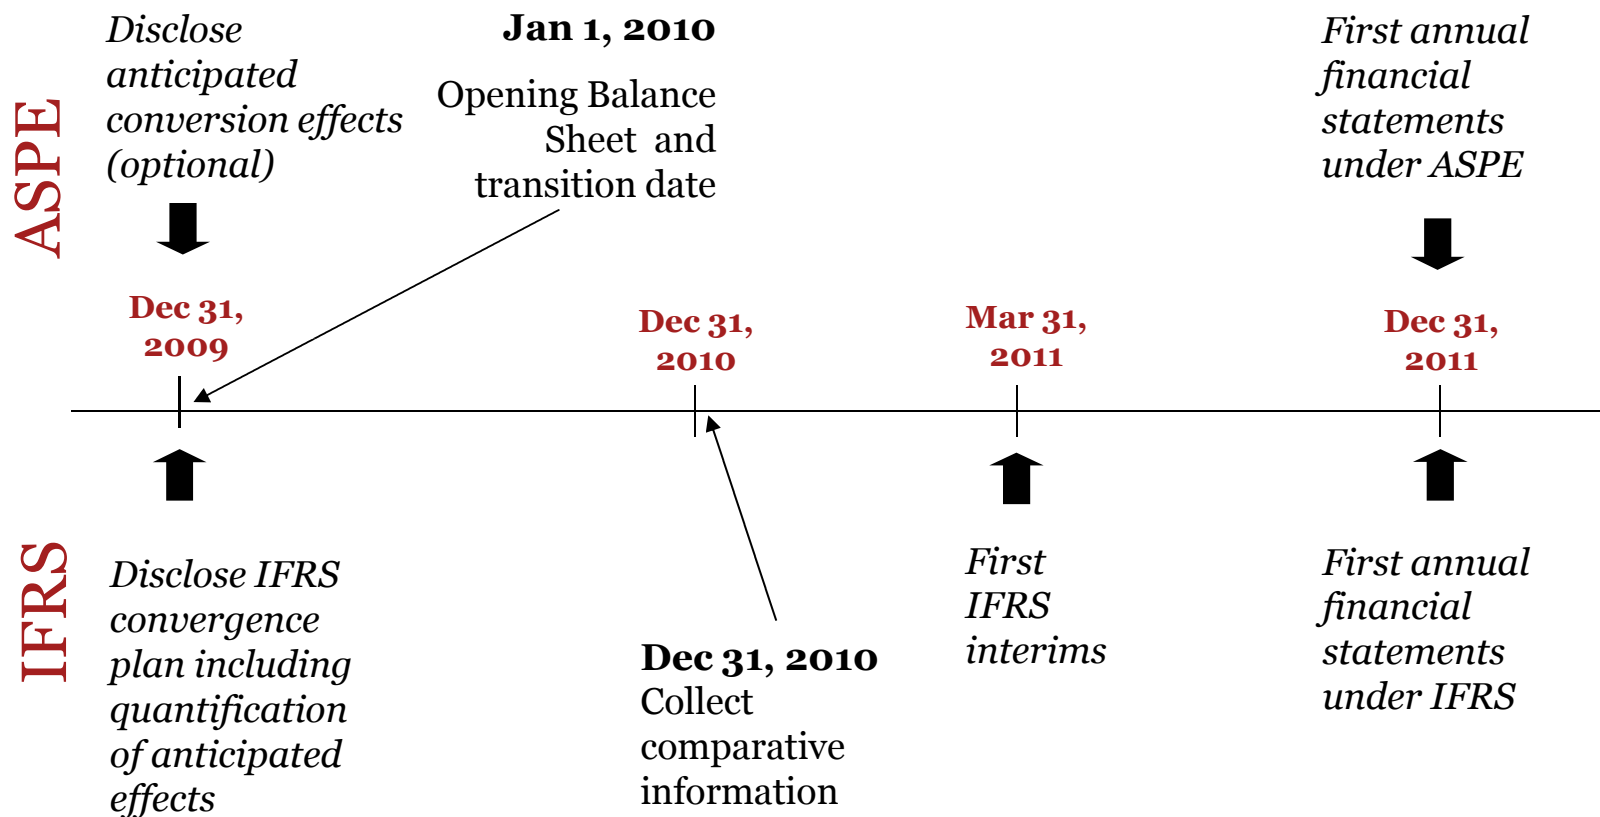 ASPE
Disclose
anticipated
conversion effects
(optional)
Jan 1, 2010
Opening Balance
Sheet and
transition date
First annual
financial
statements
under ASPE
Dec 31,
2009
Dec 31,
2010
Mar 31,
2011
Dec 31,
2011
IFRS
Disclose IFRS
convergence
plan including
quantification
of anticipated
effects
Dec 31, 2010
Collect
comparative
information
First
IFRS
interims
First annual
financial
statements
under IFRS